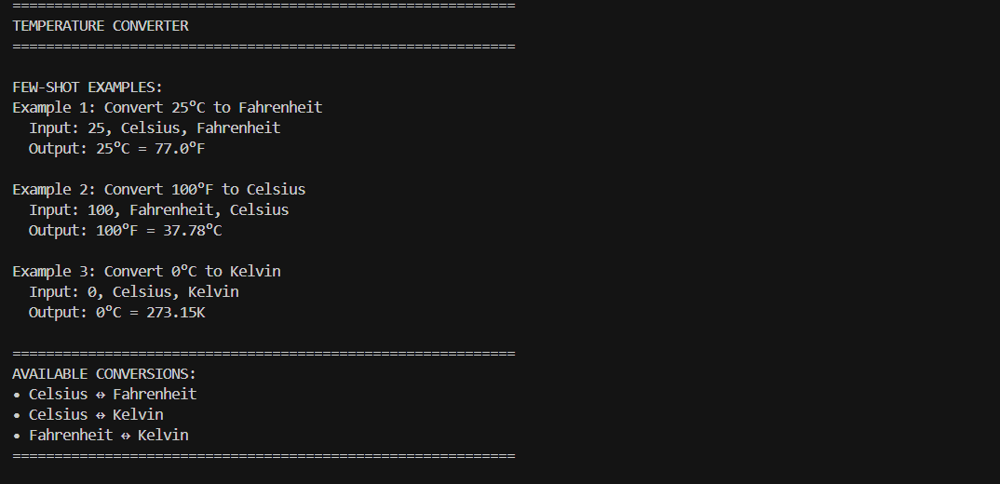 ============================================================
TEMPERATURE CONVERTER
============================================================
FEW-SHOT EXAMPLES:
Example 1: Convert 25°C to Fahrenheit
Input: 25, Celsius, Fahrenheit
Output: 25°C = 77.0°F
Example 2: Convert 100°F to Celsius
Input: 100, Fahrenheit, Celsius
Output: 100°F = 37.78°C
Example 3: Convert 0°C to Kelvin
Input: 0, Celsius, Kelvin
Output: 0°C = 273.15K
============================================================
AVAILABLE CONVERSIONS:
• Celsius ↔ Fahrenheit
• Celsius ↔ Kelvin
• Fahrenheit ↔ Kelvin
============================================================